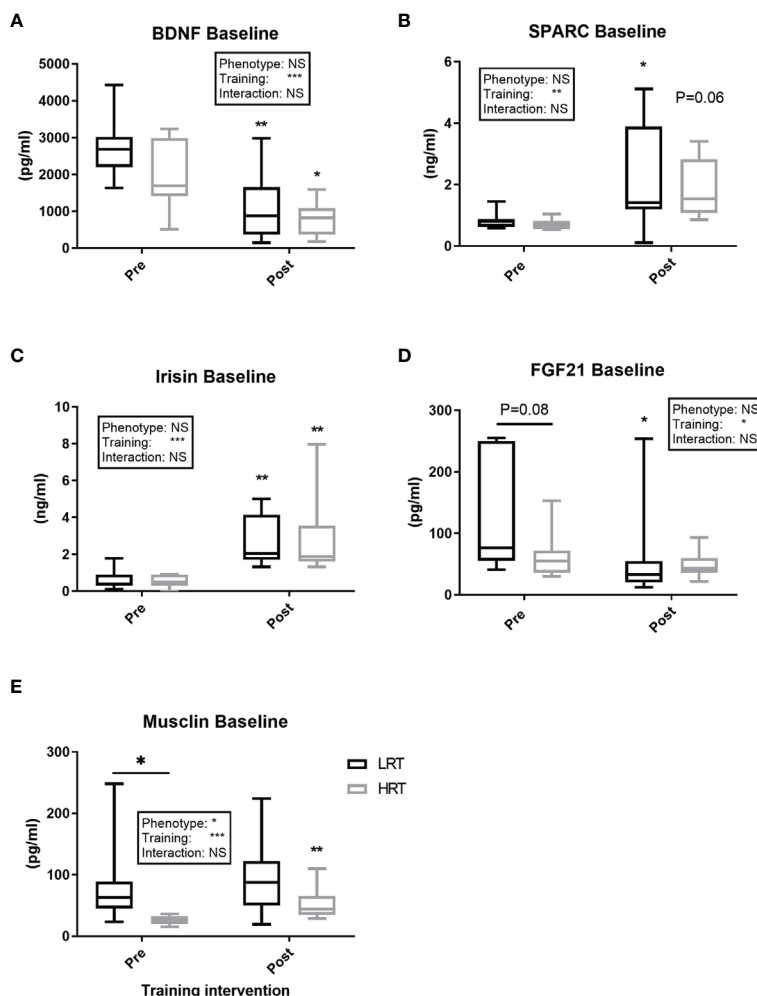 A
BDNF Baseline
5000
4000
3000
2000
1000
0
(pg/ml)
Phenotype: NS
Training: ***
Interaction: NS
**
*
Pre
Post
B
SPARC Baseline
6
4
2
0
(ng/ml)
Phenotype: NS
Training: **
Interaction: NS
*
P=0.06
Pre
Post
C
Irisin Baseline
10
8
6
4
2
0
(ng/ml)
Phenotype: NS
Training: ***
Interaction: NS
**
**
Pre
Post
D
FGF21 Baseline
300
200
100
0
(pg/ml)
P=0.08
*
Phenotype: NS
Training: *
Interaction: NS
Pre
Post
E
Musclin Baseline
300
200
100
0
(pg/ml)
*
Phenotype: *
Training: ***
Interaction: NS
**
Pre
Post
Training intervention
LRT
HRT